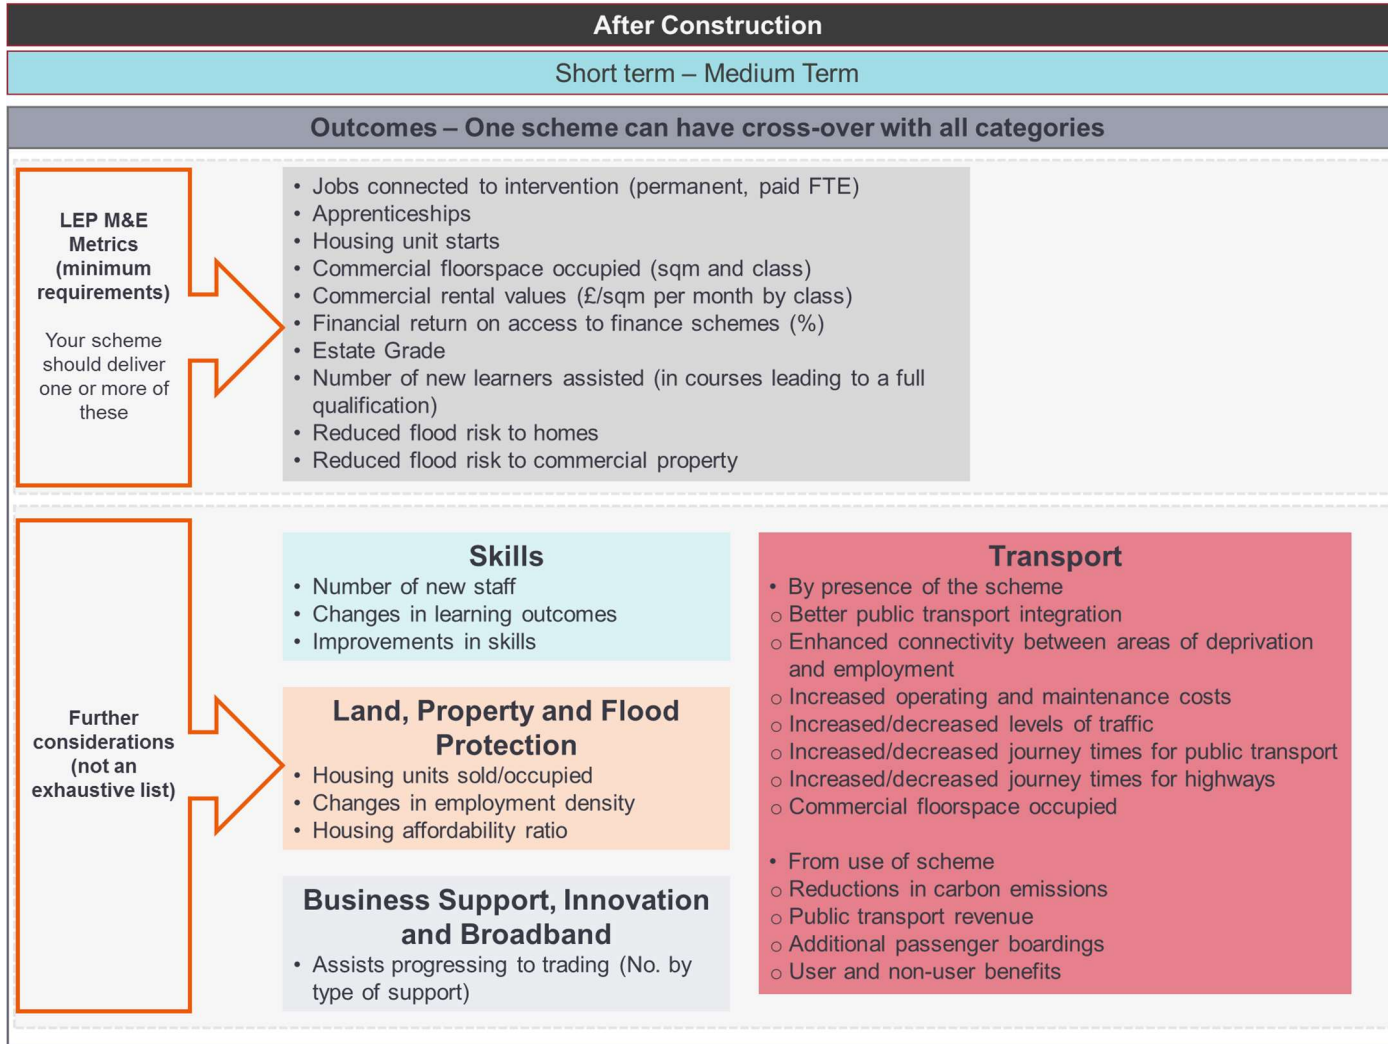 After Construction
Short term – Medium Term
Outcomes – One scheme can have cross-over with all categories
LEP M&E
Metrics
(minimum
requirements)
Your scheme
should deliver
one or more of
these
• Jobs connected to intervention (permanent, paid FTE)
• Apprenticeships
• Housing unit starts
• Commercial floorspace occupied (sqm and class)
• Commercial rental values (£/sqm per month by class)
• Financial return on access to finance schemes (%)
• Estate Grade
• Number of new learners assisted (in courses leading to a full
qualification)
• Reduced flood risk to homes
• Reduced flood risk to commercial property
Further
considerations
(not an
exhaustive list)
Skills
• Number of new staff
• Changes in learning outcomes
• Improvements in skills
Land, Property and Flood
Protection
• Housing units sold/occupied
• Changes in employment density
• Housing affordability ratio
Business Support, Innovation
and Broadband
• Assists progressing to trading (No. by
type of support)
Transport
• By presence of the scheme
o Better public transport integration
o Enhanced connectivity between areas of deprivation
and employment
o Increased operating and maintenance costs
o Increased/decreased levels of traffic
o Increased/decreased journey times for public transport
o Increased/decreased journey times for highways
o Commercial floorspace occupied
• From use of scheme
o Reductions in carbon emissions
o Public transport revenue
o Additional passenger boardings
o User and non-user benefits